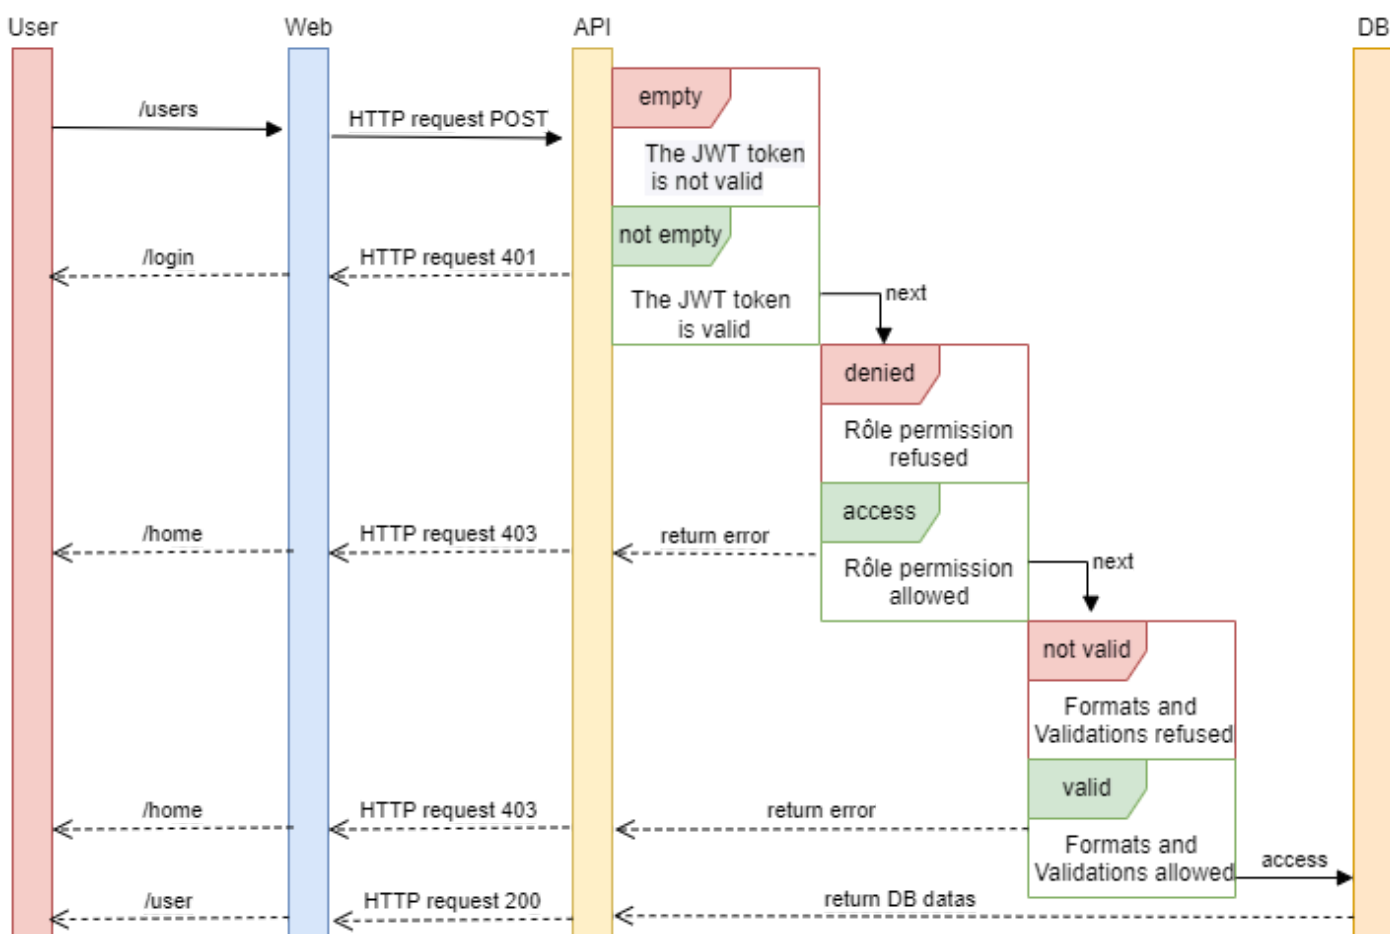 User
Web
API
DB
/users
HTTP request POST
empty
The JWT token
is not valid
/login
HTTP request 401
not empty
The JWT token
is valid
next
denied
Rôle permission
refused
/home
HTTP request 403
return error
access
Rôle permission
allowed
next
not valid
Formats and
Validations refused
/home
HTTP request 403
return error
valid
Formats and
Validations allowed
access
/user
HTTP request 200
return DB datas